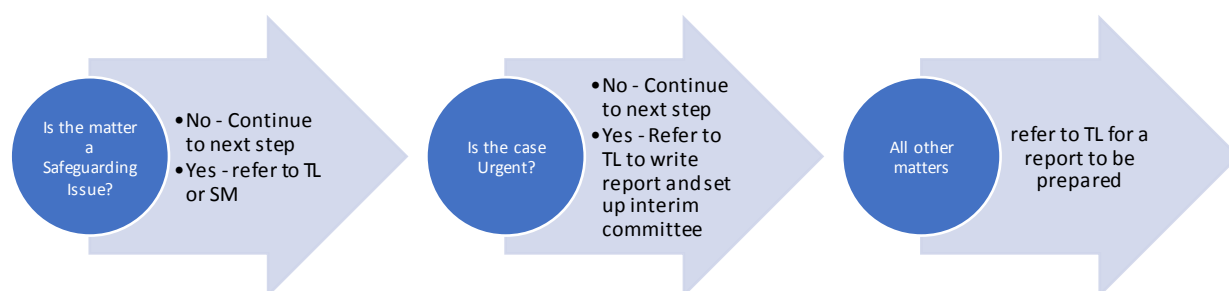 Is the matter
a
Safeguarding
Issue?
•No - Continue
to next step
•Yes - refer to TL
or SM
Is the case
Urgent?
•No - Continue
to next step
•Yes - Refer to
TL to write
report and set
up interim
committee
All other
matters
refer to TL for a
report to be
prepared